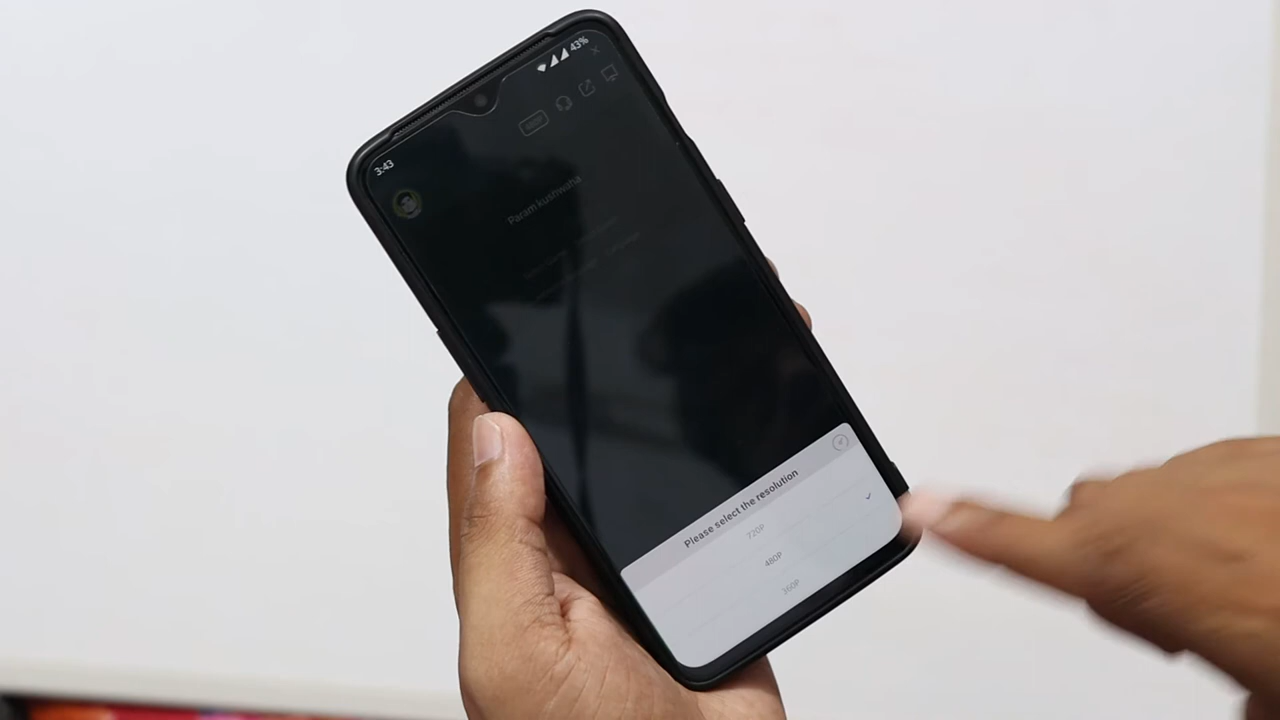 3:43
43%
Param kushwaha
Please select the resolution
720P
480P
360P